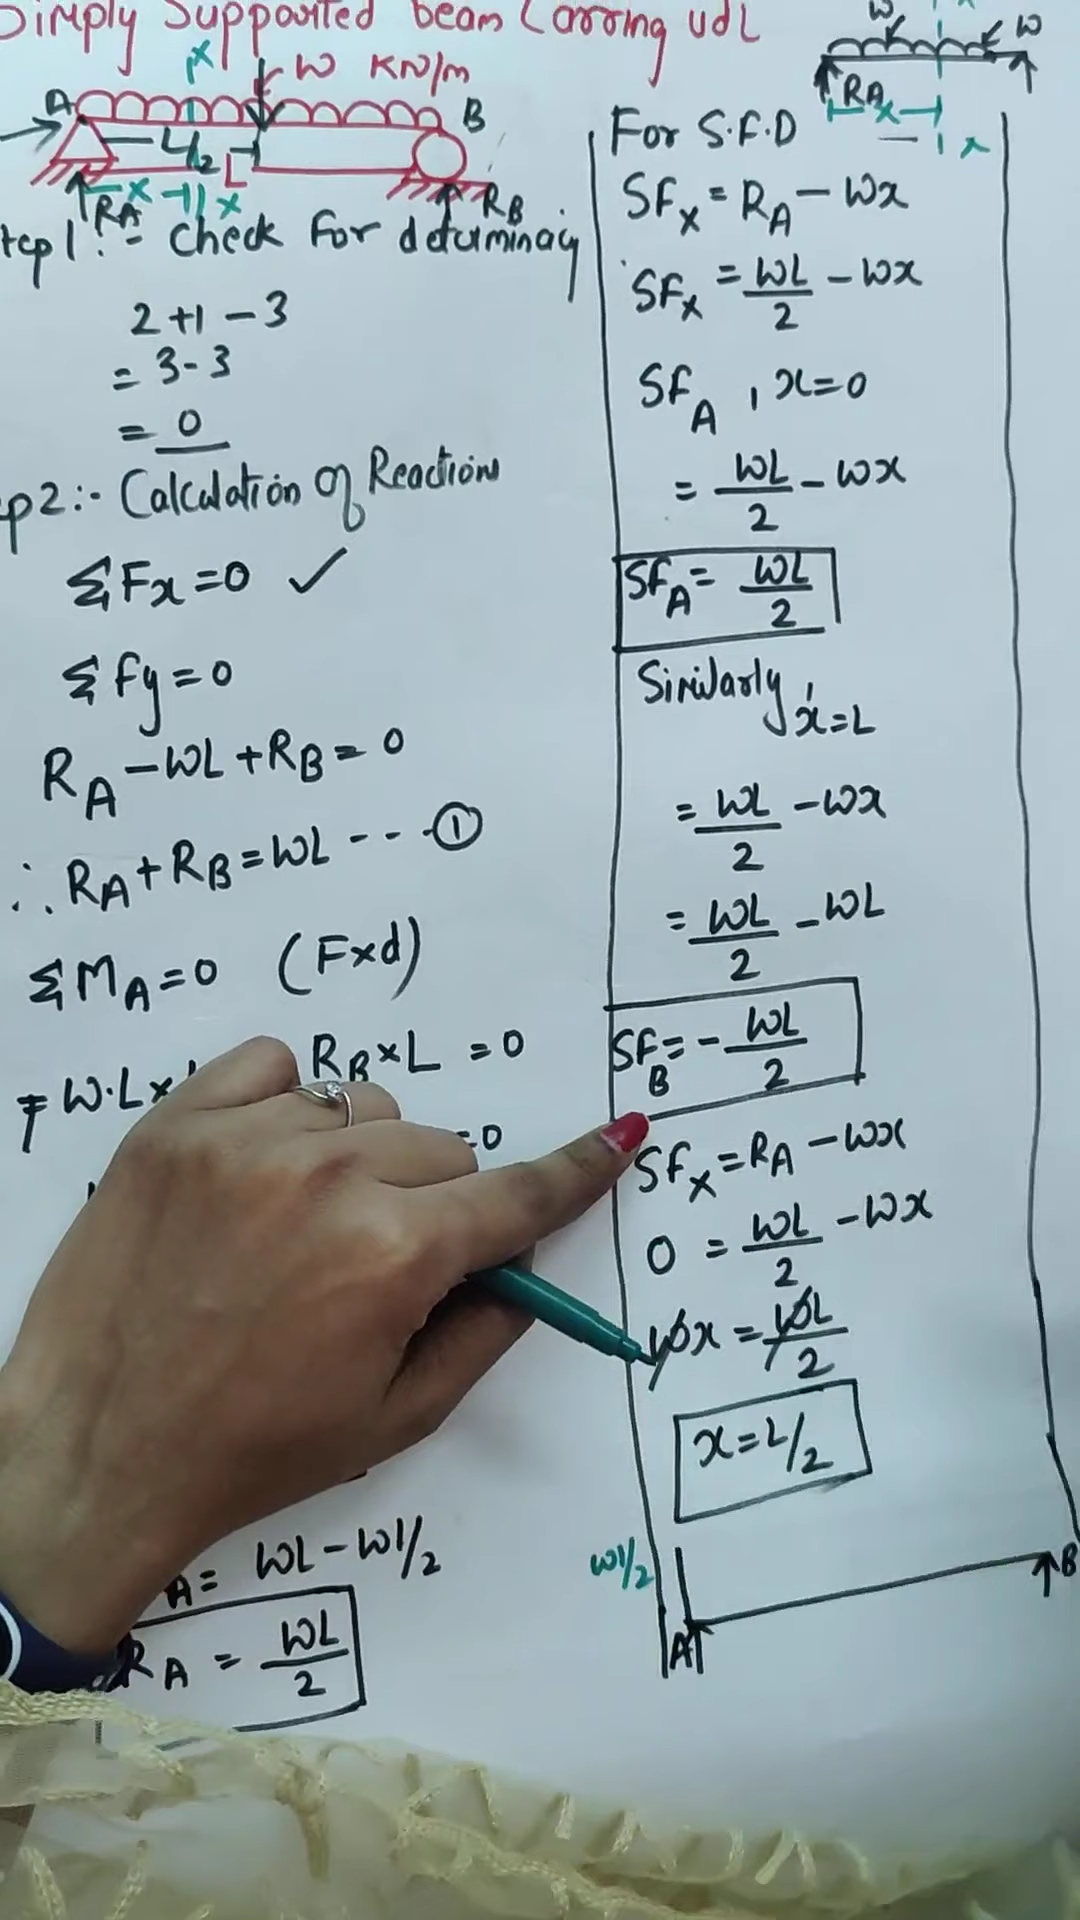 Simply Supported beam Carring udl
W KN/m
A
B
L/2
L
x
x
x
RA
RB
Step 1:- Check For determinacy
2+1-3
= 3-3
= 0
Step 2:- Calculation of Reactions
ΣFx=0 ✓
ΣFy=0
RA-WL+RB=0
∴ RA+RB=WL --- ①
ΣMA=0 (Fxd)
RB×L =0
=0
WL-Wl/2
RA = WL/2
W
W
RA
x
x
x
For S.F.D
SFx=RA-Wx
SFx=WL/2-Wx
SFA, x=0
= WL/2-Wx
SFA= WL/2
Similarly, x=L
= WL/2-Wx
= WL/2-WL
SFB=-WL/2
SFx=RA-Wx
0 = WL/2-Wx
Wx=WL/2
x=L/2
Wl/2
A
B